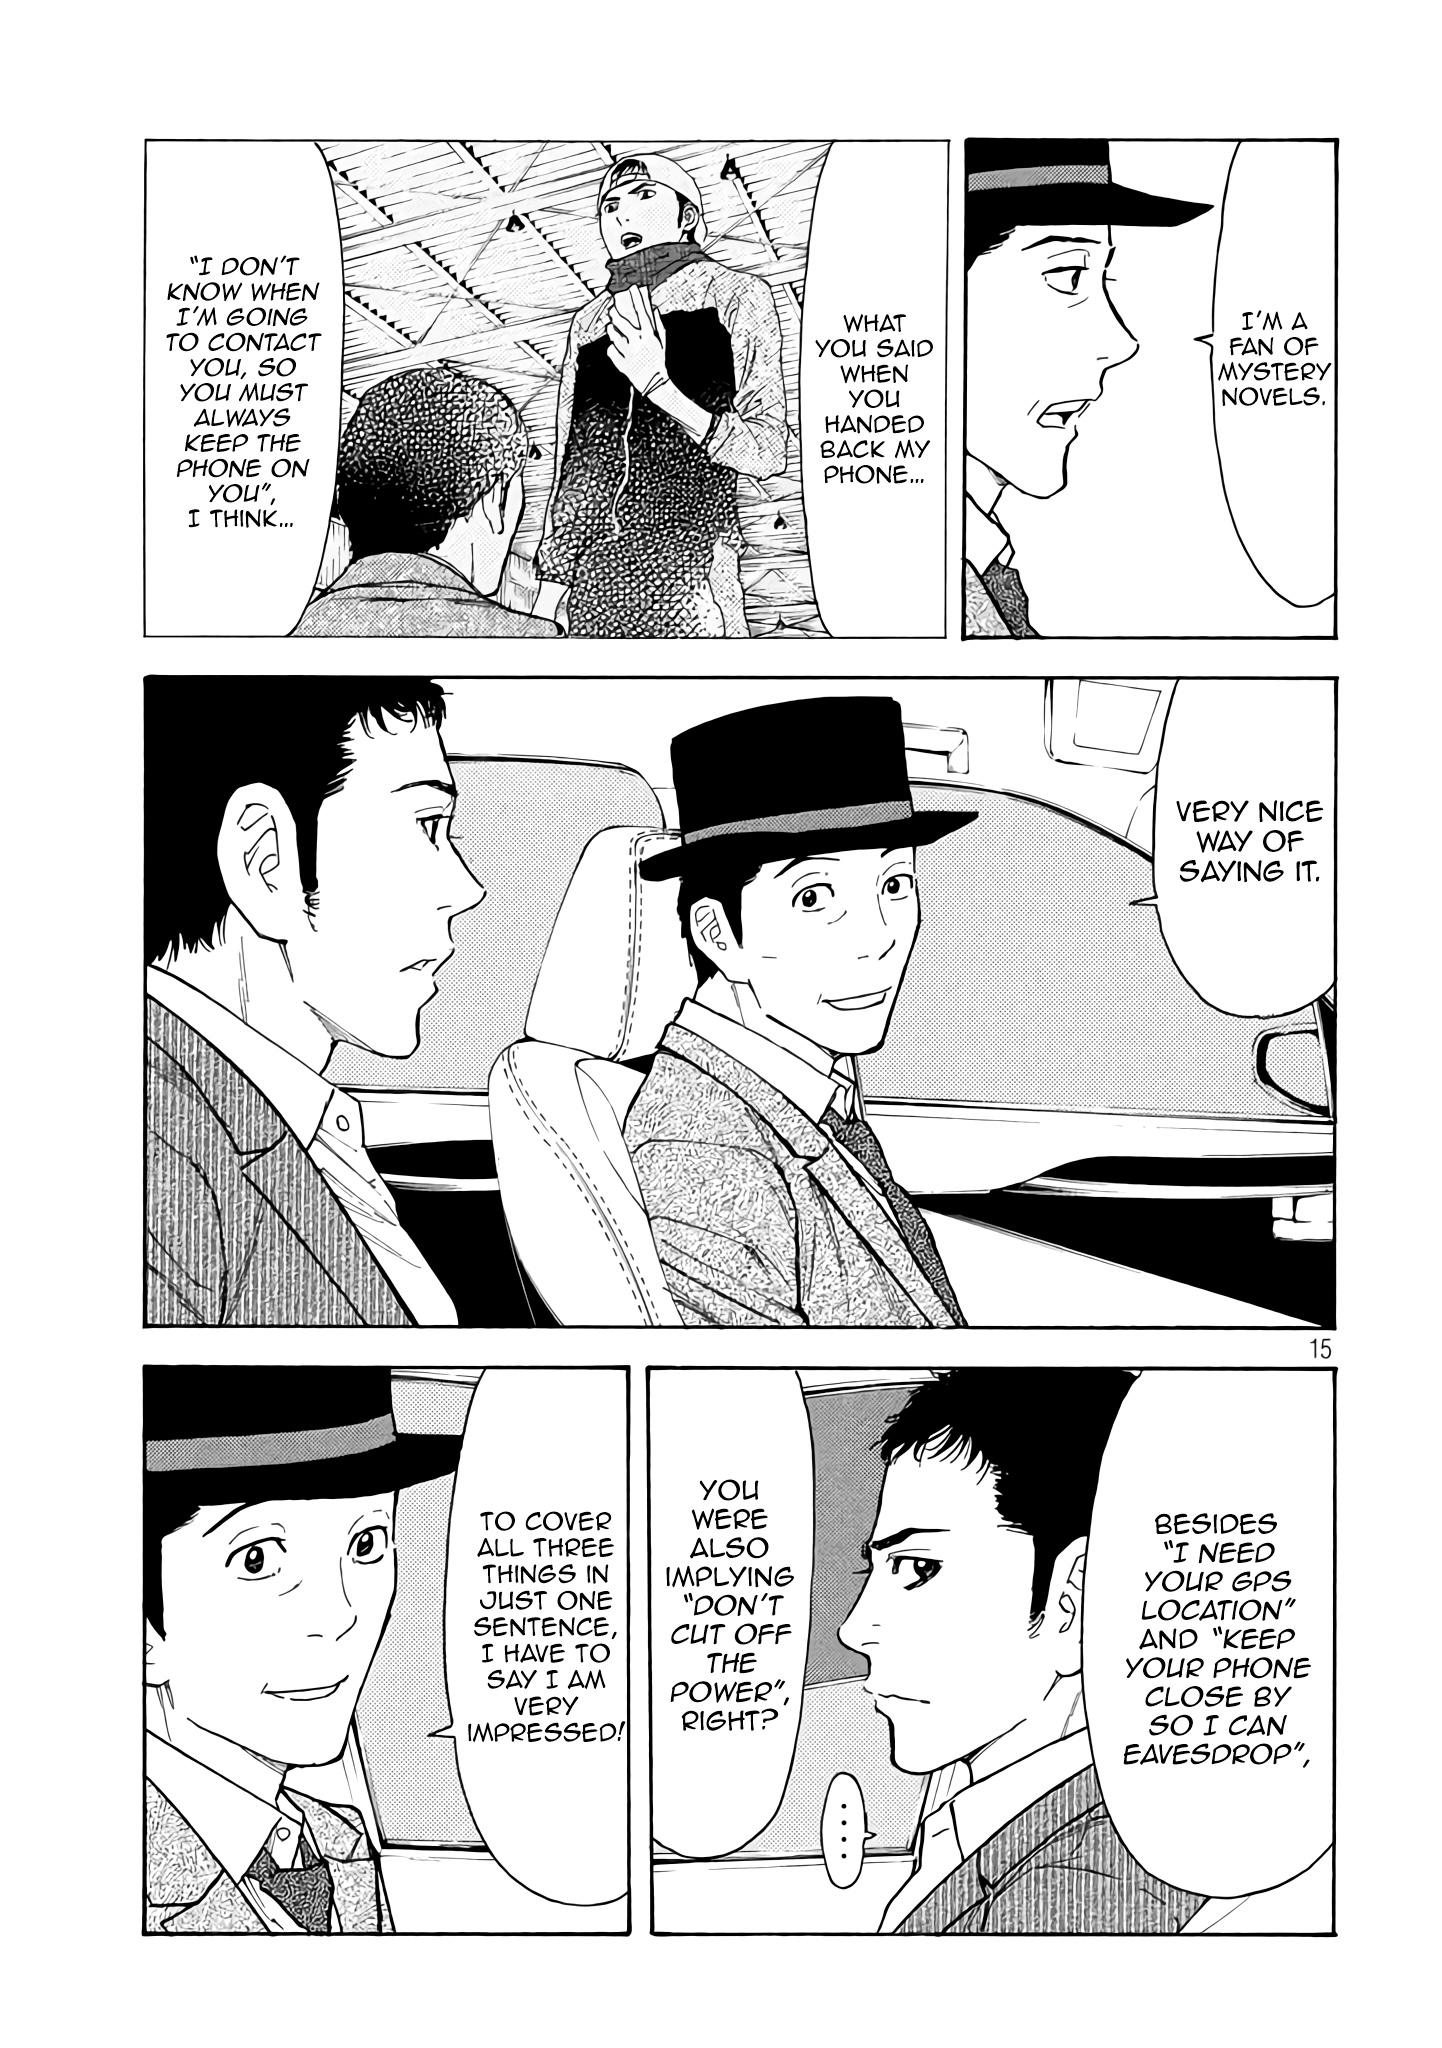 I'M A
FAN OF
MYSTERY
NOVELS.
WHAT
YOU SAID
WHEN
YOU
HANDED
BACK MY
PHONE...
"I DON'T
KNOW WHEN
I'M GOING
TO CONTACT
YOU, SO
YOU MUST
ALWAYS
KEEP THE
PHONE ON
YOU",
I THINK...
VERY NICE
WAY OF
SAYING IT.
15
BESIDES
"I NEED
YOUR GPS
LOCATION"
AND "KEEP
YOUR PHONE
CLOSE BY
SO I CAN
EAVESDROP",
YOU
WERE
ALSO
IMPLYING
"DON'T
CUT OFF
THE
POWER",
RIGHT?
....
TO COVER
ALL THREE
THINGS IN
JUST ONE
SENTENCE,
I HAVE TO
SAY I AM
VERY
IMPRESSED!